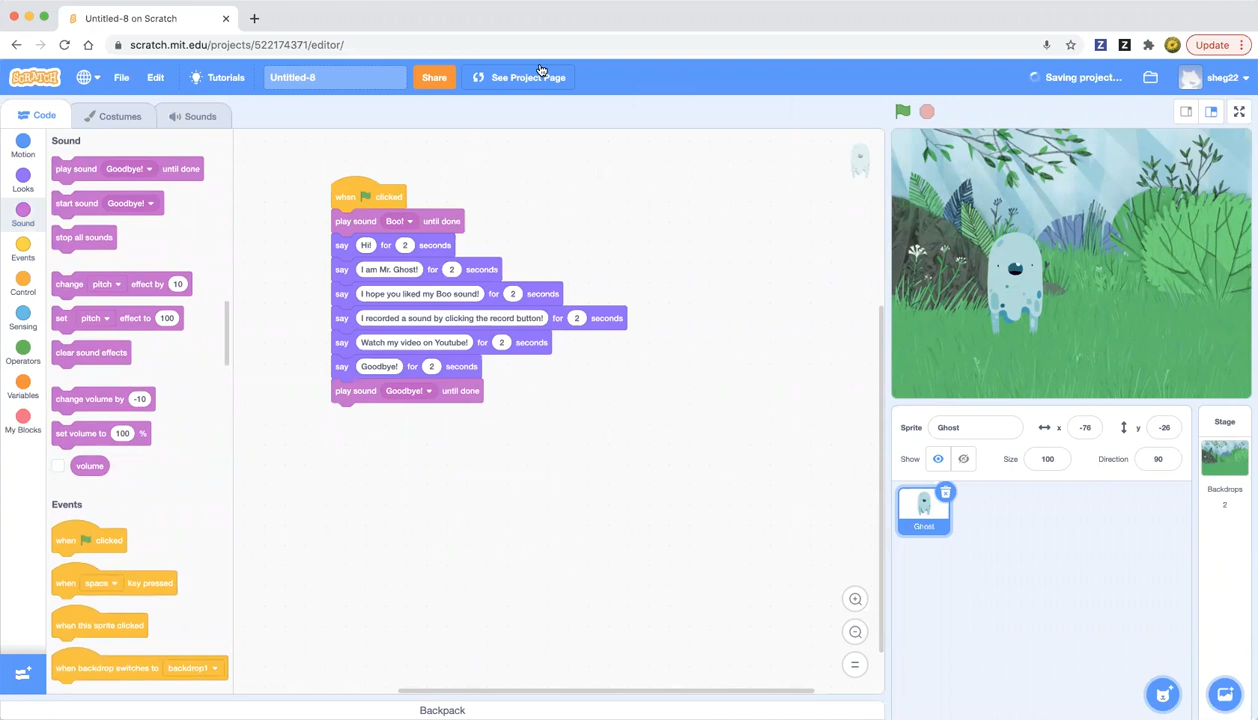 Untitled-8 on Scratch
scratch.mit.edu/projects/522174371/editor/
Update
SCRATCH
File Edit Tutorials Untitled-8 Share See Project Page Saving project... sheg22
Code Costumes Sounds
Motion
Looks
Sound
Events
Control
Sensing
Operators
Variables
My Blocks
Sound
play sound Goodbye! until done
start sound Goodbye!
stop all sounds
change pitch effect by 10
set pitch effect to 100
clear sound effects
change volume by -10
set volume to 100 %
volume
Events
when clicked
when space key pressed
when this sprite clicked
when backdrop switches to backdrop1
when clicked
play sound Boo! until done
say Hi! for 2 seconds
say I am Mr. Ghost! for 2 seconds
say I hope you liked my Boo sound! for 2 seconds
say I recorded a sound by clicking the record button! for 2 seconds
say Watch my video on Youtube! for 2 seconds
say Goodbye! for 2 seconds
play sound Goodbye! until done
Sprite Ghost x -76 y -26
Show Size 100 Direction 90
Ghost
Stage
Backdrops
2
Backpack